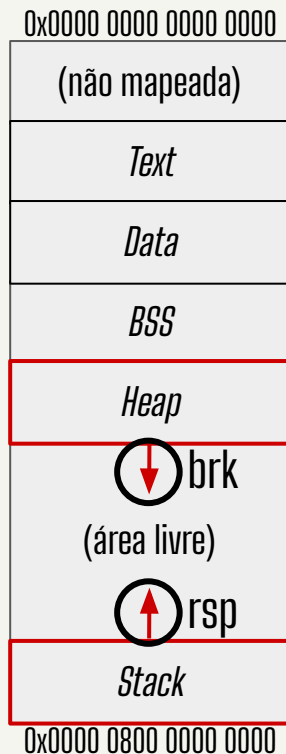 0x0000 0000 0000 0000
(não mapeada)
Text
Data
BSS
Heap
brk
(área livre)
rsp
Stack
0x0000 0800 0000 0000